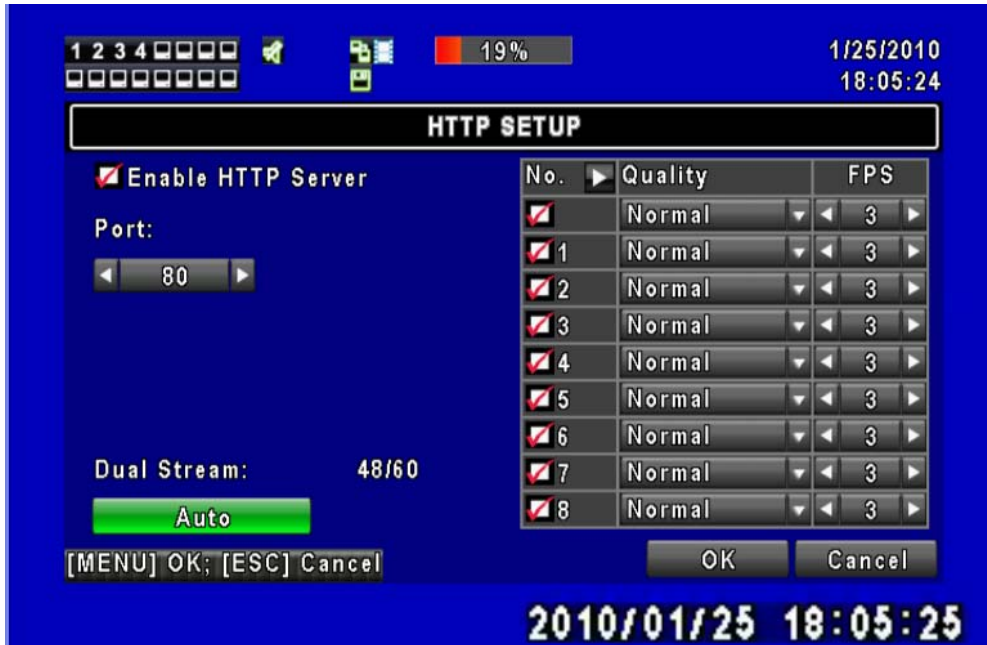 1 2 3 4
19%
1/25/2010
18:05:24
HTTP SETUP
Enable HTTP Server
Port:
80
Dual Stream: 48/60
Auto
No. Quality FPS
Normal 3
1 Normal 3
2 Normal 3
3 Normal 3
4 Normal 3
5 Normal 3
6 Normal 3
7 Normal 3
8 Normal 3
[MENU] OK; [ESC] Cancel
OK Cancel
2010/01/25 18:05:25